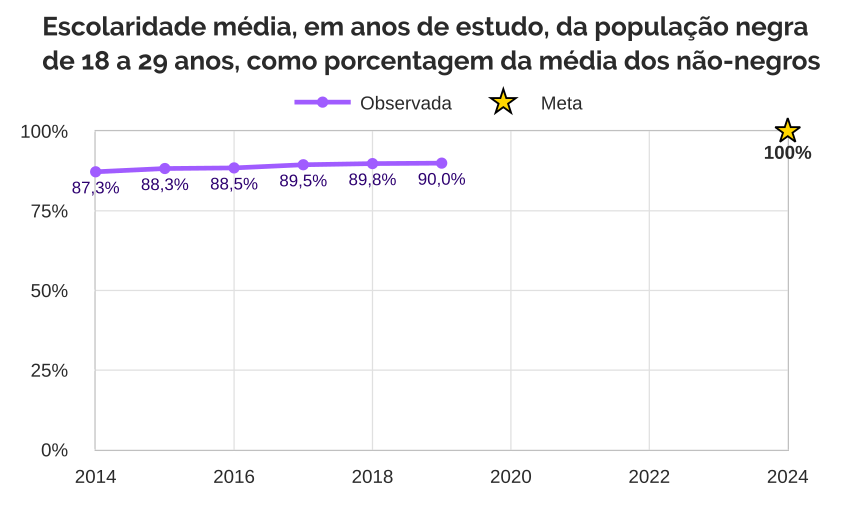 Escolaridade média, em anos de estudo, da população negra
de 18 a 29 anos, como porcentagem da média dos não-negros
Observada Meta
100%
100%
87,3% 88,3% 88,5% 89,5% 89,8% 90,0%
75%
50%
25%
0%
2014 2016 2018 2020 2022 2024